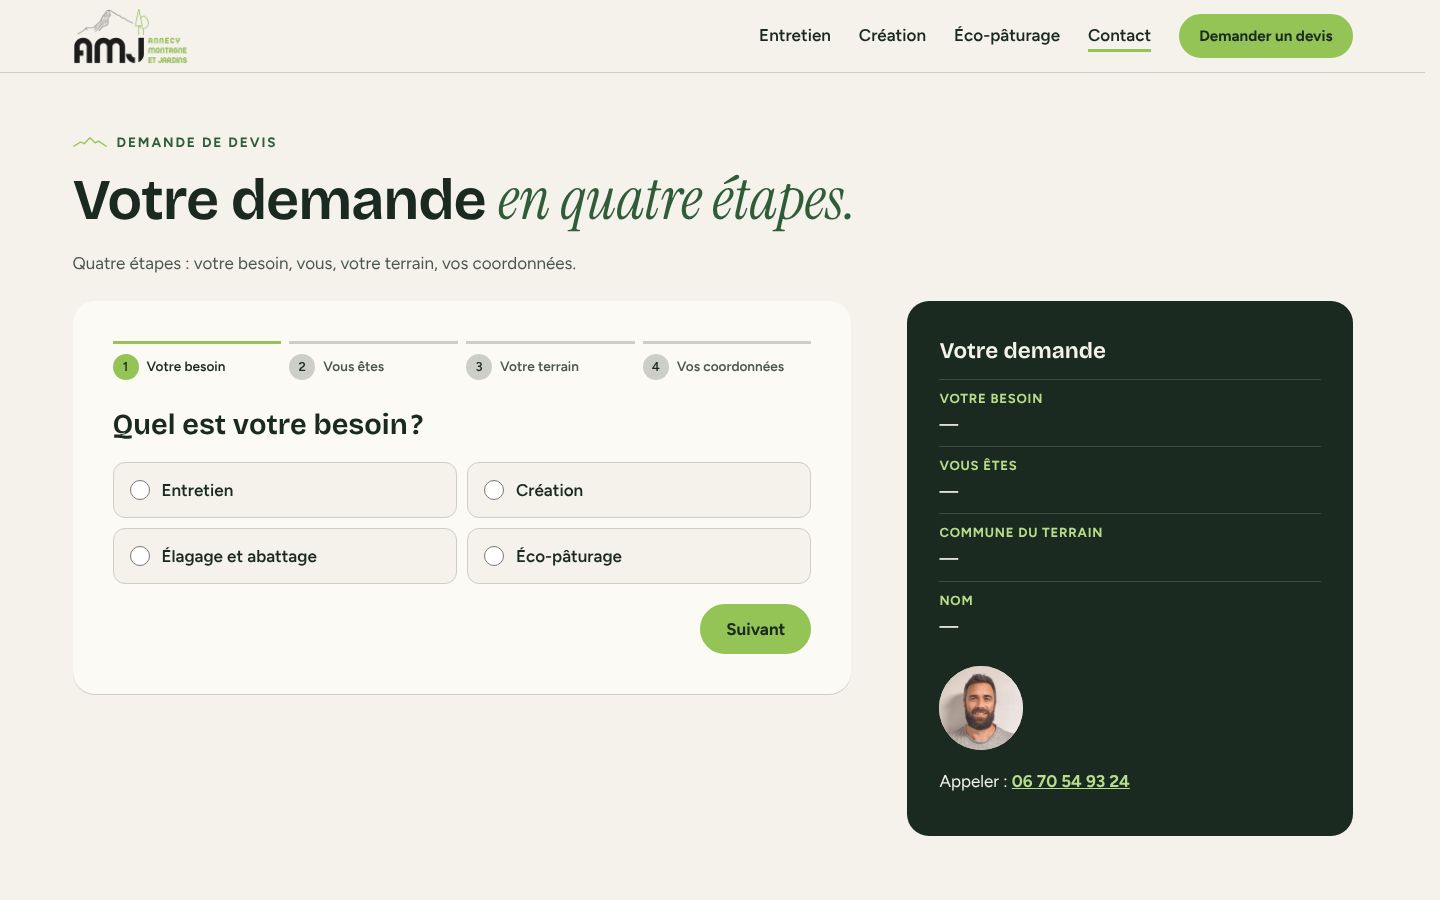 AMJ ANNECY
MONTAGNE
ET JARDINS
Entretien
Création
Éco-pâturage
Contact
Demander un devis
DEMANDE DE DEVIS
Votre demande en quatre étapes.
Quatre étapes : votre besoin, vous, votre terrain, vos coordonnées.
1 Votre besoin
2 Vous êtes
3 Votre terrain
4 Vos coordonnées
Quel est votre besoin ?
Entretien
Création
Élagage et abattage
Éco-pâturage
Suivant
Votre demande
VOTRE BESOIN
—
VOUS ÊTES
—
COMMUNE DU TERRAIN
—
NOM
—
Appeler : 06 70 54 93 24